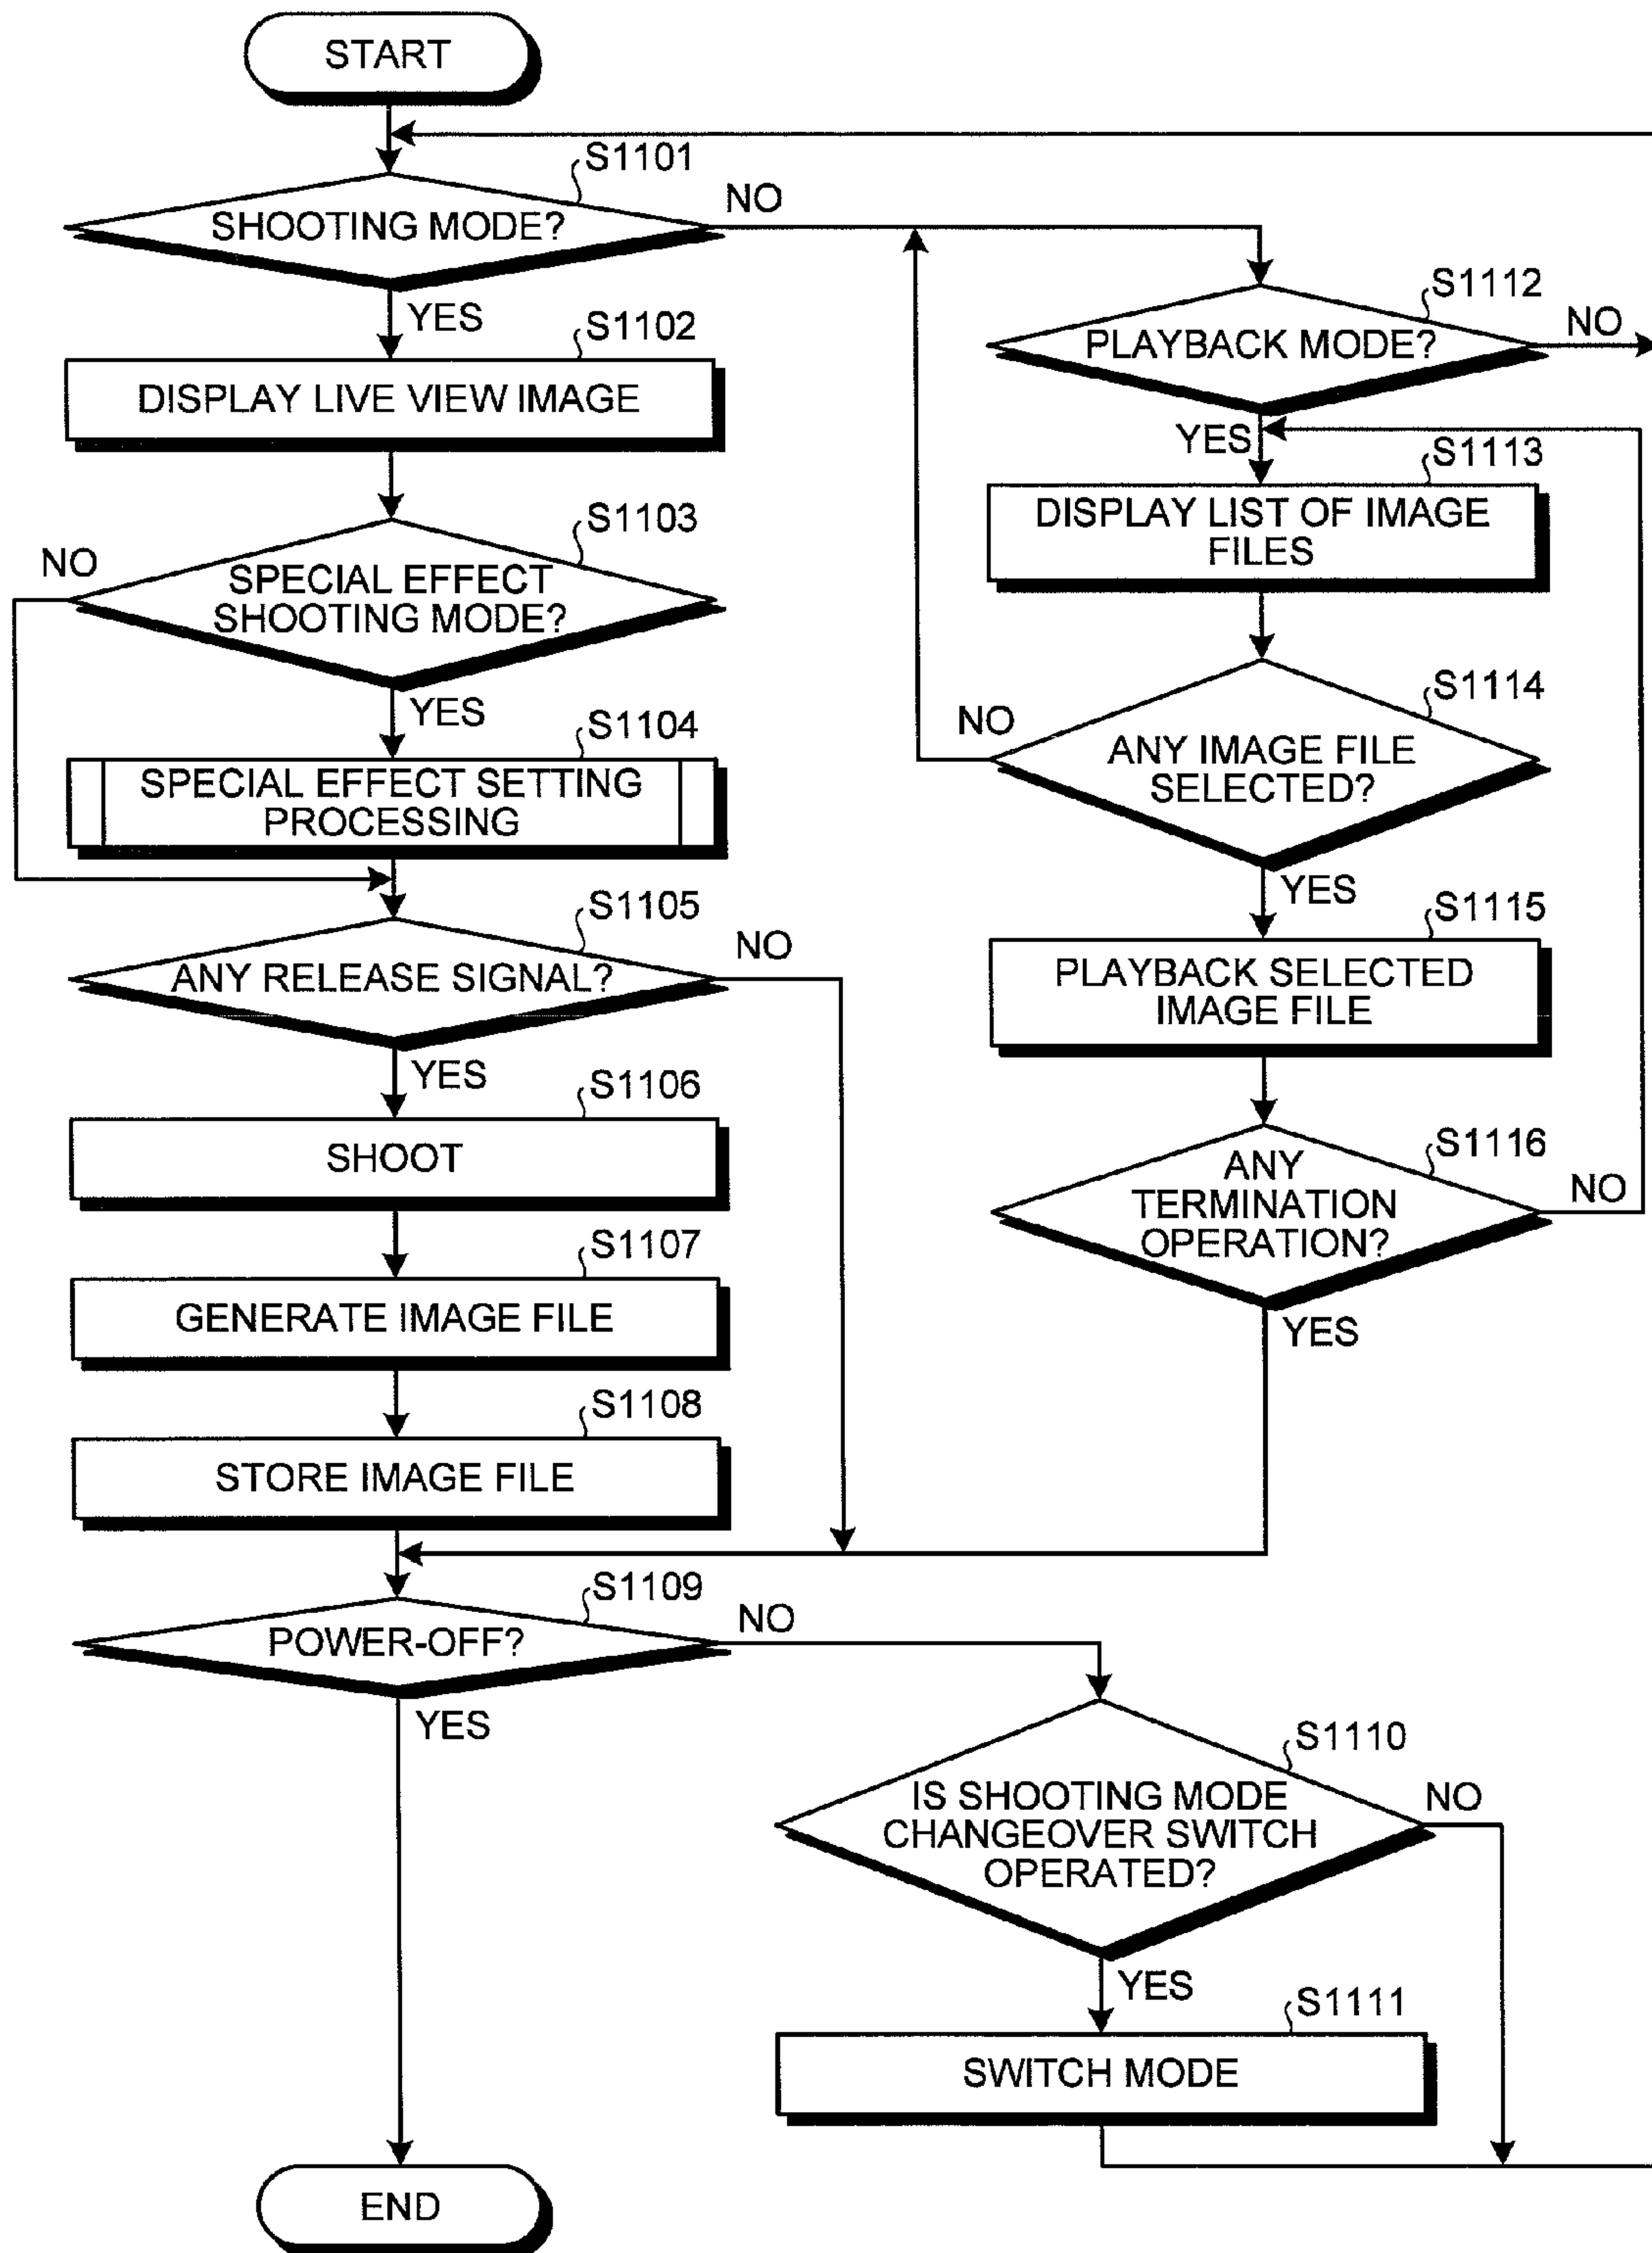 START
S1101
SHOOTING MODE?
NO
YES
S1102
DISPLAY LIVE VIEW IMAGE
S1103
NO
SPECIAL EFFECT
SHOOTING MODE?
YES
S1104
SPECIAL EFFECT SETTING
PROCESSING
S1105
NO
ANY RELEASE SIGNAL?
YES
S1106
SHOOT
S1107
GENERATE IMAGE FILE
S1108
STORE IMAGE FILE
S1109
NO
POWER-OFF?
YES
END
S1110
IS SHOOTING MODE
CHANGEOVER SWITCH
OPERATED?
NO
YES
S1111
SWITCH MODE
S1112
PLAYBACK MODE?
NO
YES
S1113
DISPLAY LIST OF IMAGE
FILES
S1114
NO
ANY IMAGE FILE
SELECTED?
YES
S1115
PLAYBACK SELECTED
IMAGE FILE
S1116
ANY
TERMINATION
OPERATION?
NO
YES